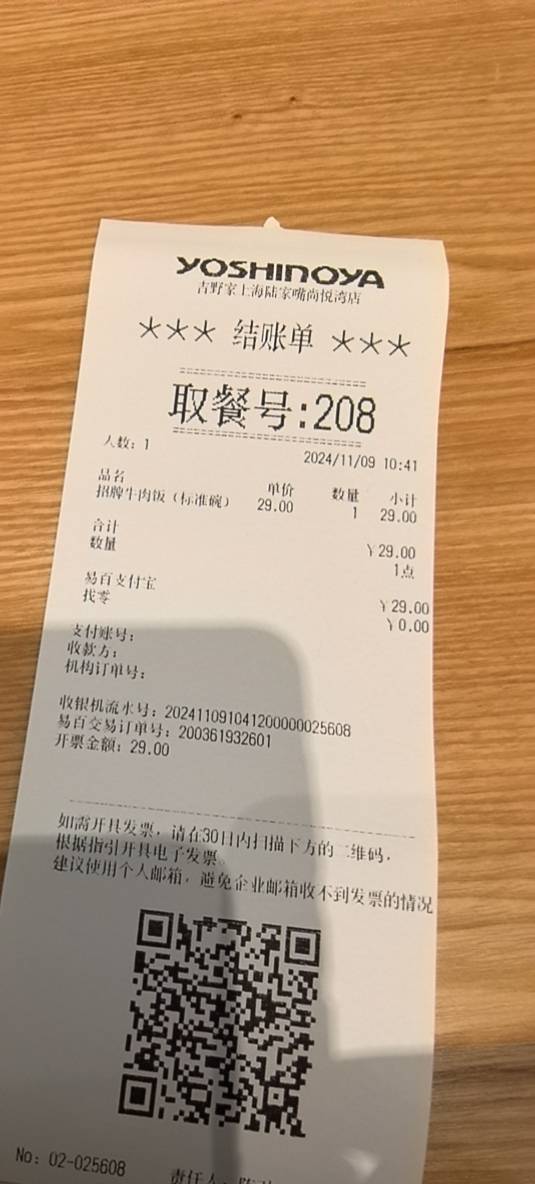 YOSHINOYA
吉野家上海陆家嘴尚悦湾店
*** 结账单 ***
取餐号:208
人数: 1
2024/11/09 10:41
品名 单价 数量 小计
招牌牛肉饭 (标准碗) 29.00 1 29.00
合计 ¥29.00
数量 1点
易百支付宝 ¥29.00
找零 ¥0.00
支付账号:
收款方:
机构订单号:
收银机流水号: 202411091041200000025608
易百交易订单号: 200361932601
开票金额: 29.00
如需开具发票, 请在30日内扫描下方的二维码,
根据指引开具电子发票。
建议使用个人邮箱, 避免企业邮箱收不到发票的情况
No: 02-025608 责任人: